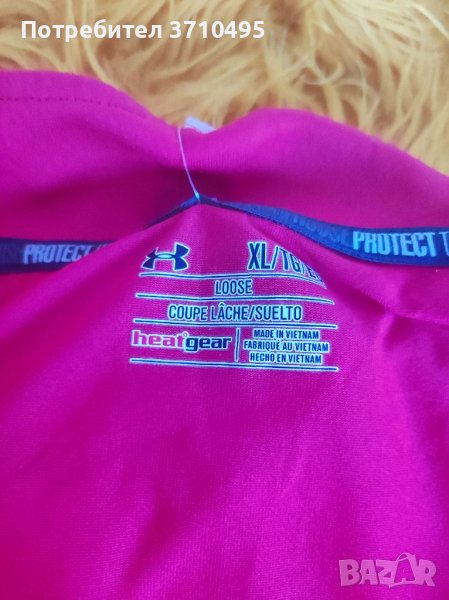 Потребител 3710495
PROTECT
PROTECT T
XL/TG/
LOOSE
COUPE LÂCHE/SUELTO
heatgear
MADE IN VIETNAM
FABRIQUÉ AU VIETNAM
HECHO EN VIETNAM
BAZAR